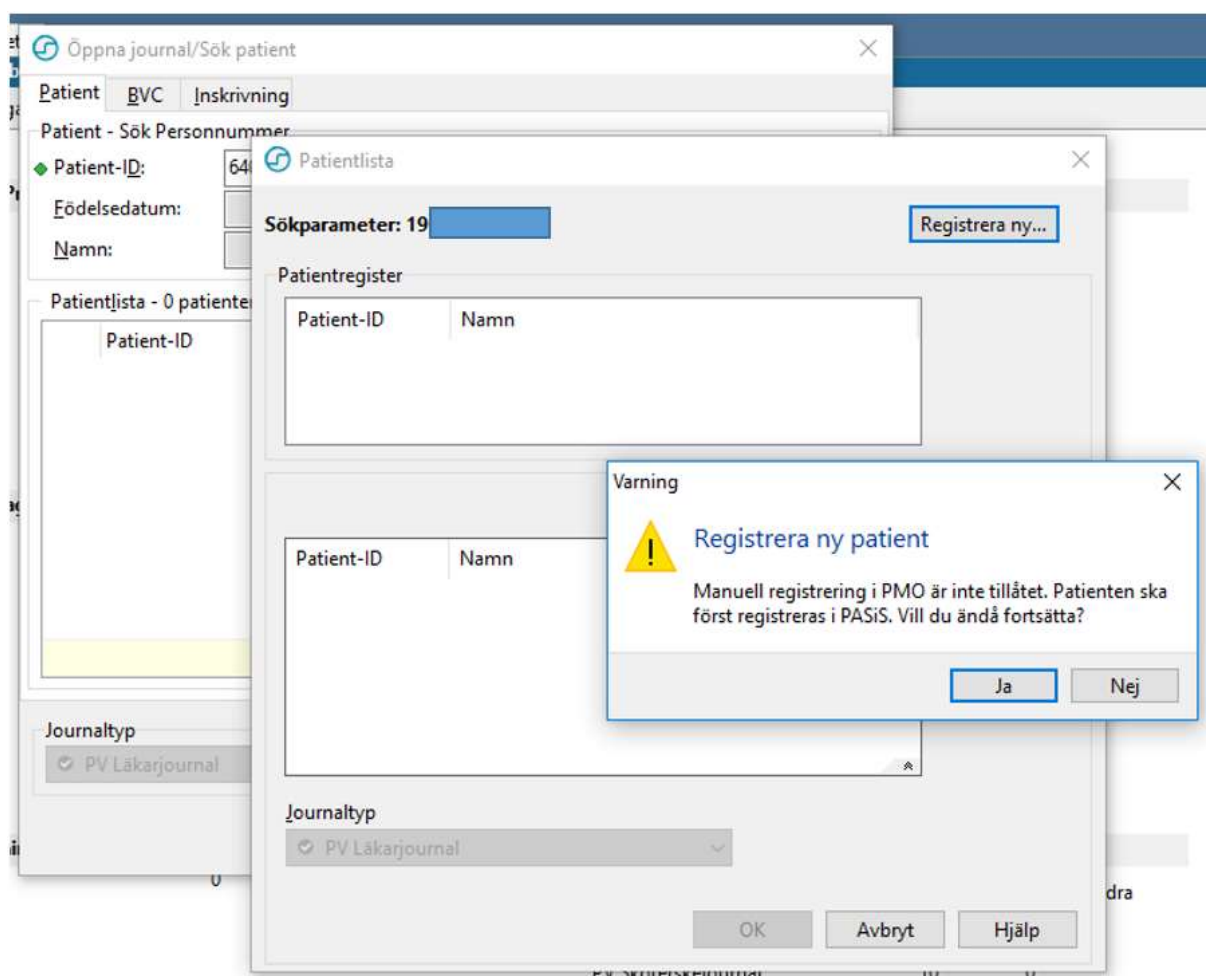 Öppna journal/Sök patient
Patient BVC Inskrivning
Patient - Sök Personnummer
Patient-ID: 64
Födelsedatum:
Namn:
Patientlista - 0 patienter
Patient-ID
Journaltyp
PV Läkarjournal
0
Patientlista
Sökparameter: 19
Registrera ny...
Patientregister
Patient-ID Namn
Patient-ID Namn
Journaltyp
PV Läkarjournal
OK Avbryt Hjälp
Varning
Registrera ny patient
Manuell registrering i PMO är inte tillåtet. Patienten ska
först registreras i PASiS. Vill du ändå fortsätta?
Ja Nej
dra